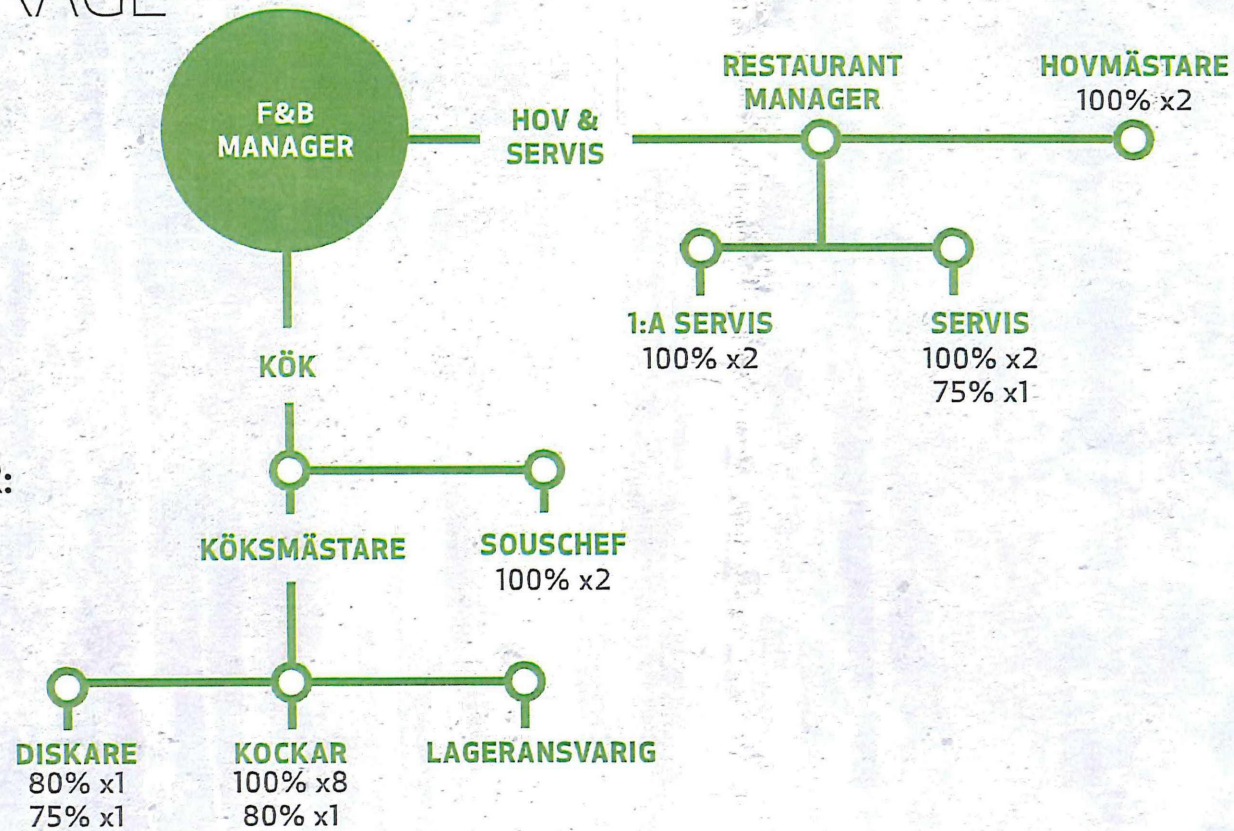 F&B
MANAGER
HOV &
SERVIS
RESTAURANT
MANAGER
HOVMÄSTARE
100% x2
1:A SERVIS
100% x2
SERVIS
100% x2
75% x1
KÖK
KÖKSMÄSTARE
SOUSCHEF
100% x2
DISKARE
80% x1
75% x1
KOCKAR
100% x8
80% x1
LAGERANSVARIG